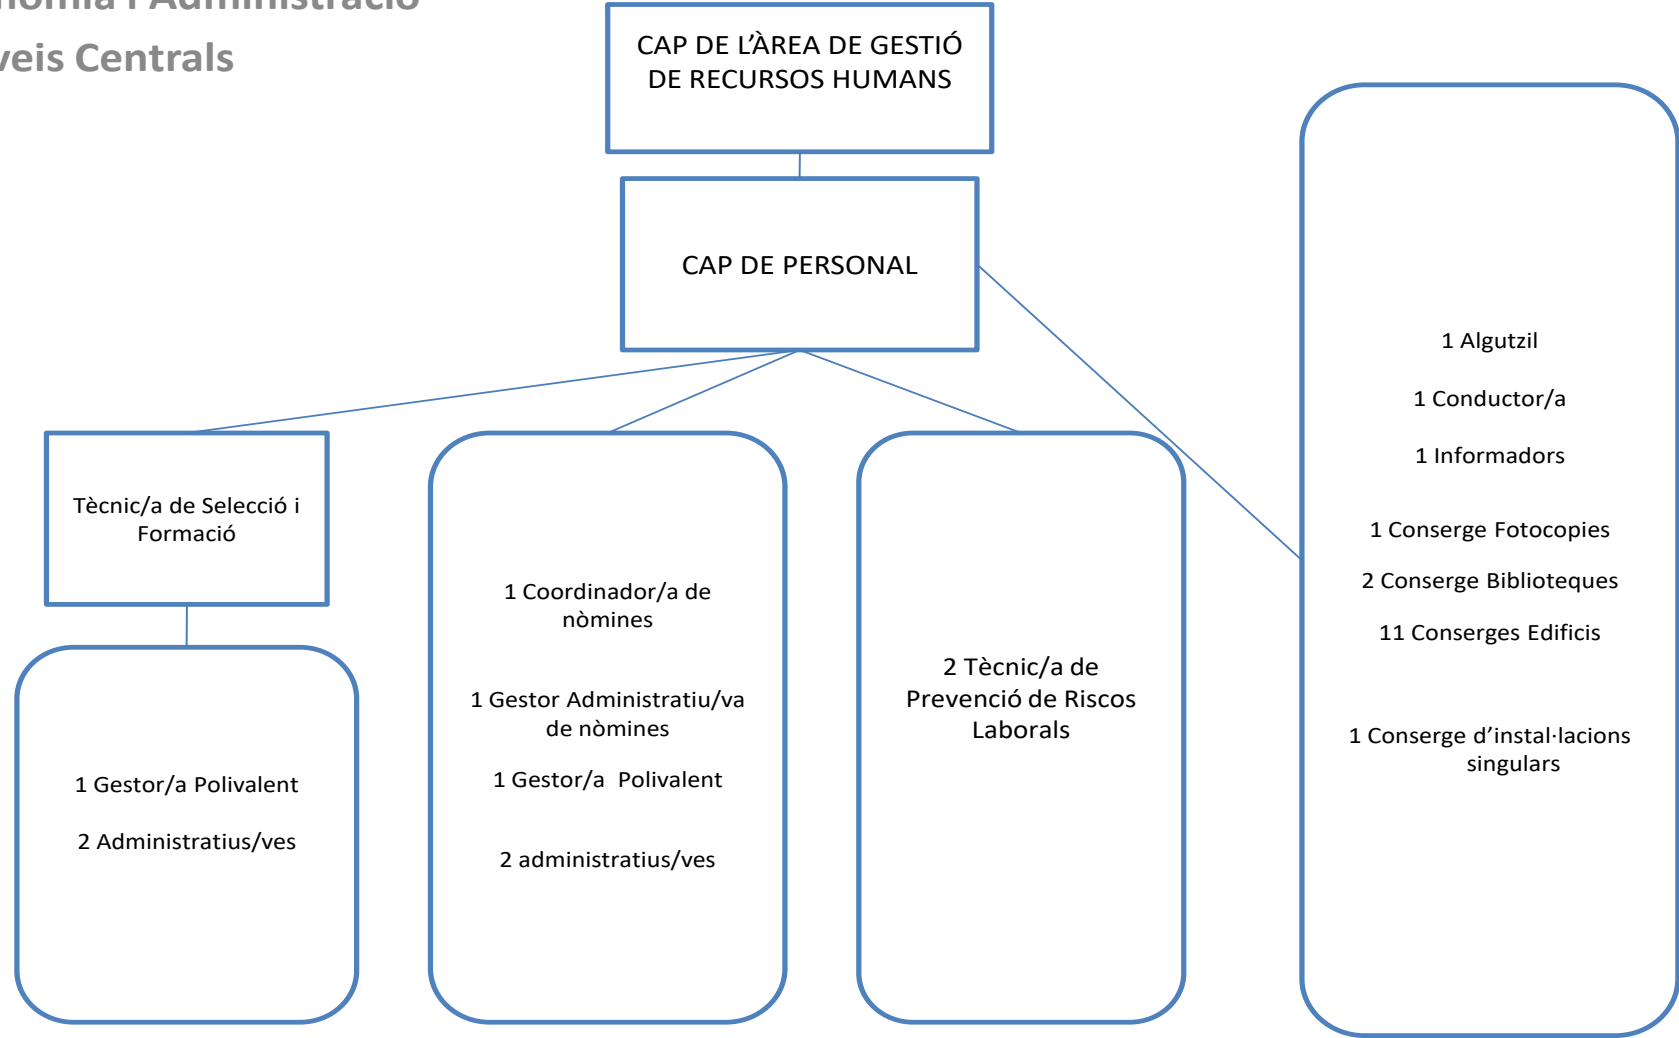 veis Centrals
CAP DE L'ÀREA DE GESTIÓ
DE RECURSOS HUMANS
CAP DE PERSONAL
Tècnic/a de Selecció i
Formació
1 Gestor/a Polivalent
2 Administratius/ves
1 Coordinador/a de
nòmines
1 Gestor Administratiu/va
de nòmines
1 Gestor/a  Polivalent
2 administratius/ves
2 Tècnic/a de
Prevenció de Riscos
Laborals
1 Algutzil
1 Conductor/a
1 Informadors
1 Conserge Fotocopies
2 Conserge Biblioteques
11 Conserges Edificis
1 Conserge d’instal·lacions
singulars